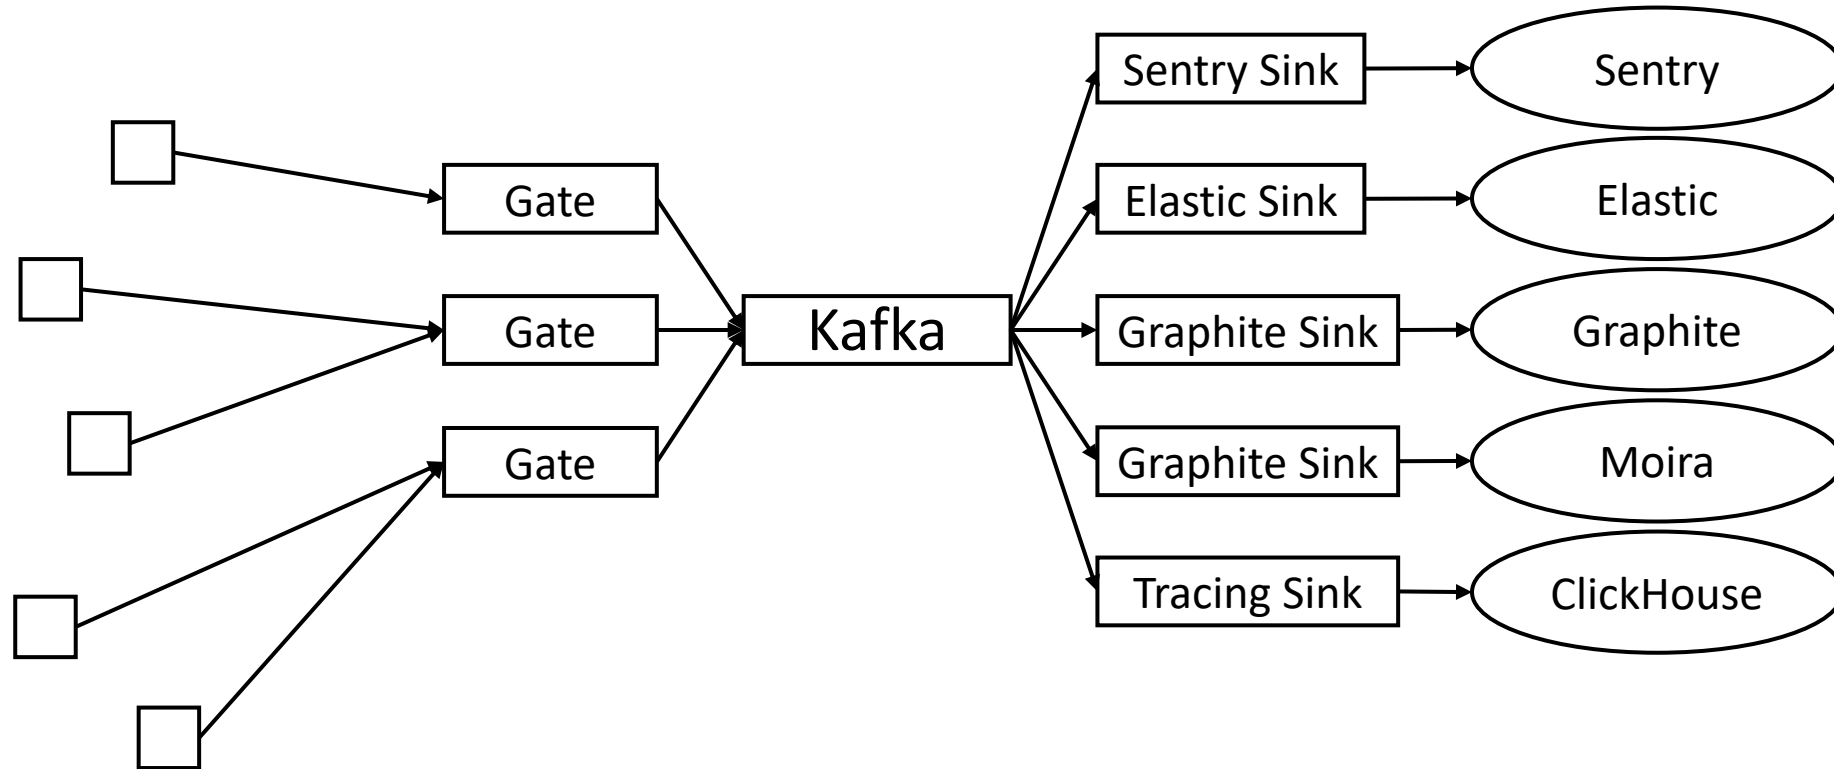 Sentry Sink
Sentry
Gate
Elastic Sink
Elastic
Gate
Kafka
Graphite Sink
Graphite
Gate
Graphite Sink
Moira
Tracing Sink
ClickHouse